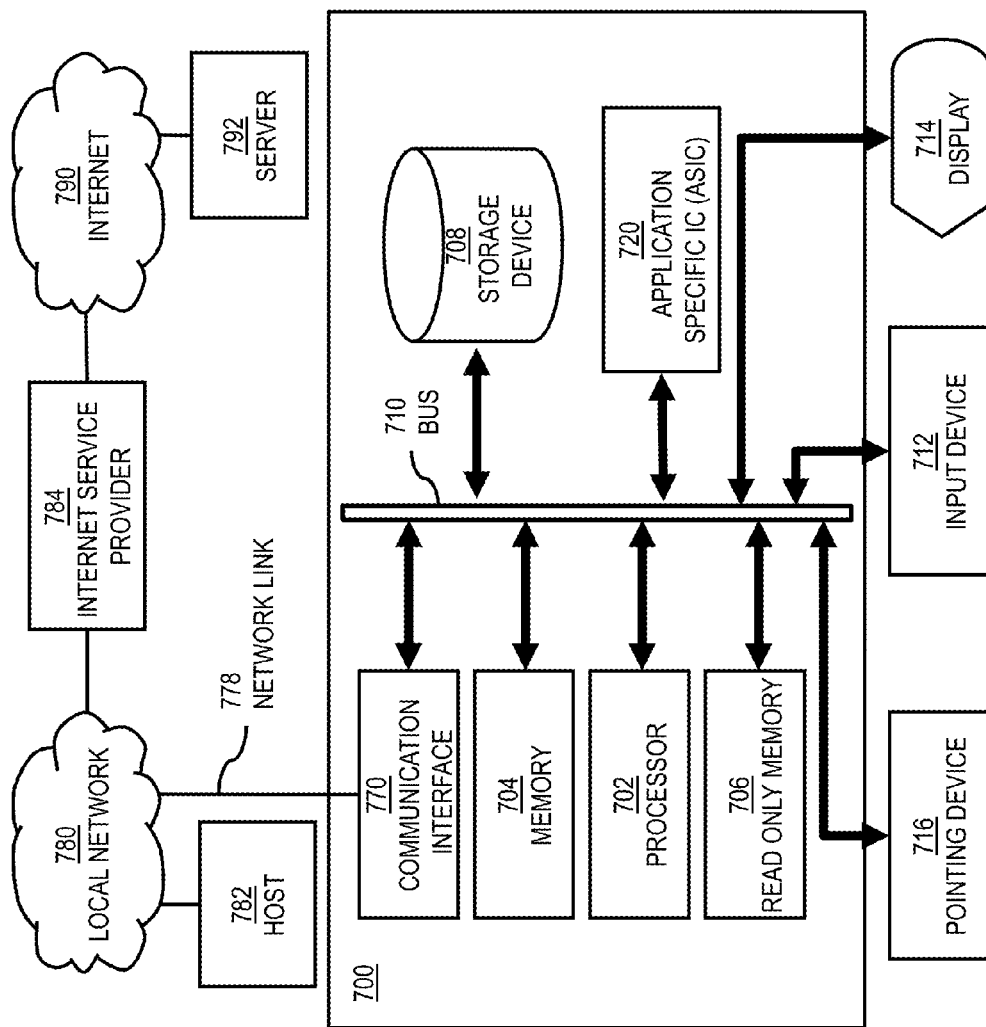 790
INTERNET
792
SERVER
784
INTERNET SERVICE
PROVIDER
780
LOCAL NETWORK
782
HOST
778
NETWORK LINK
700
708
STORAGE
DEVICE
720
APPLICATION
SPECIFIC IC (ASIC)
710
BUS
770
COMMUNICATION
INTERFACE
704
MEMORY
702
PROCESSOR
706
READ ONLY MEMORY
714
DISPLAY
712
INPUT DEVICE
716
POINTING DEVICE